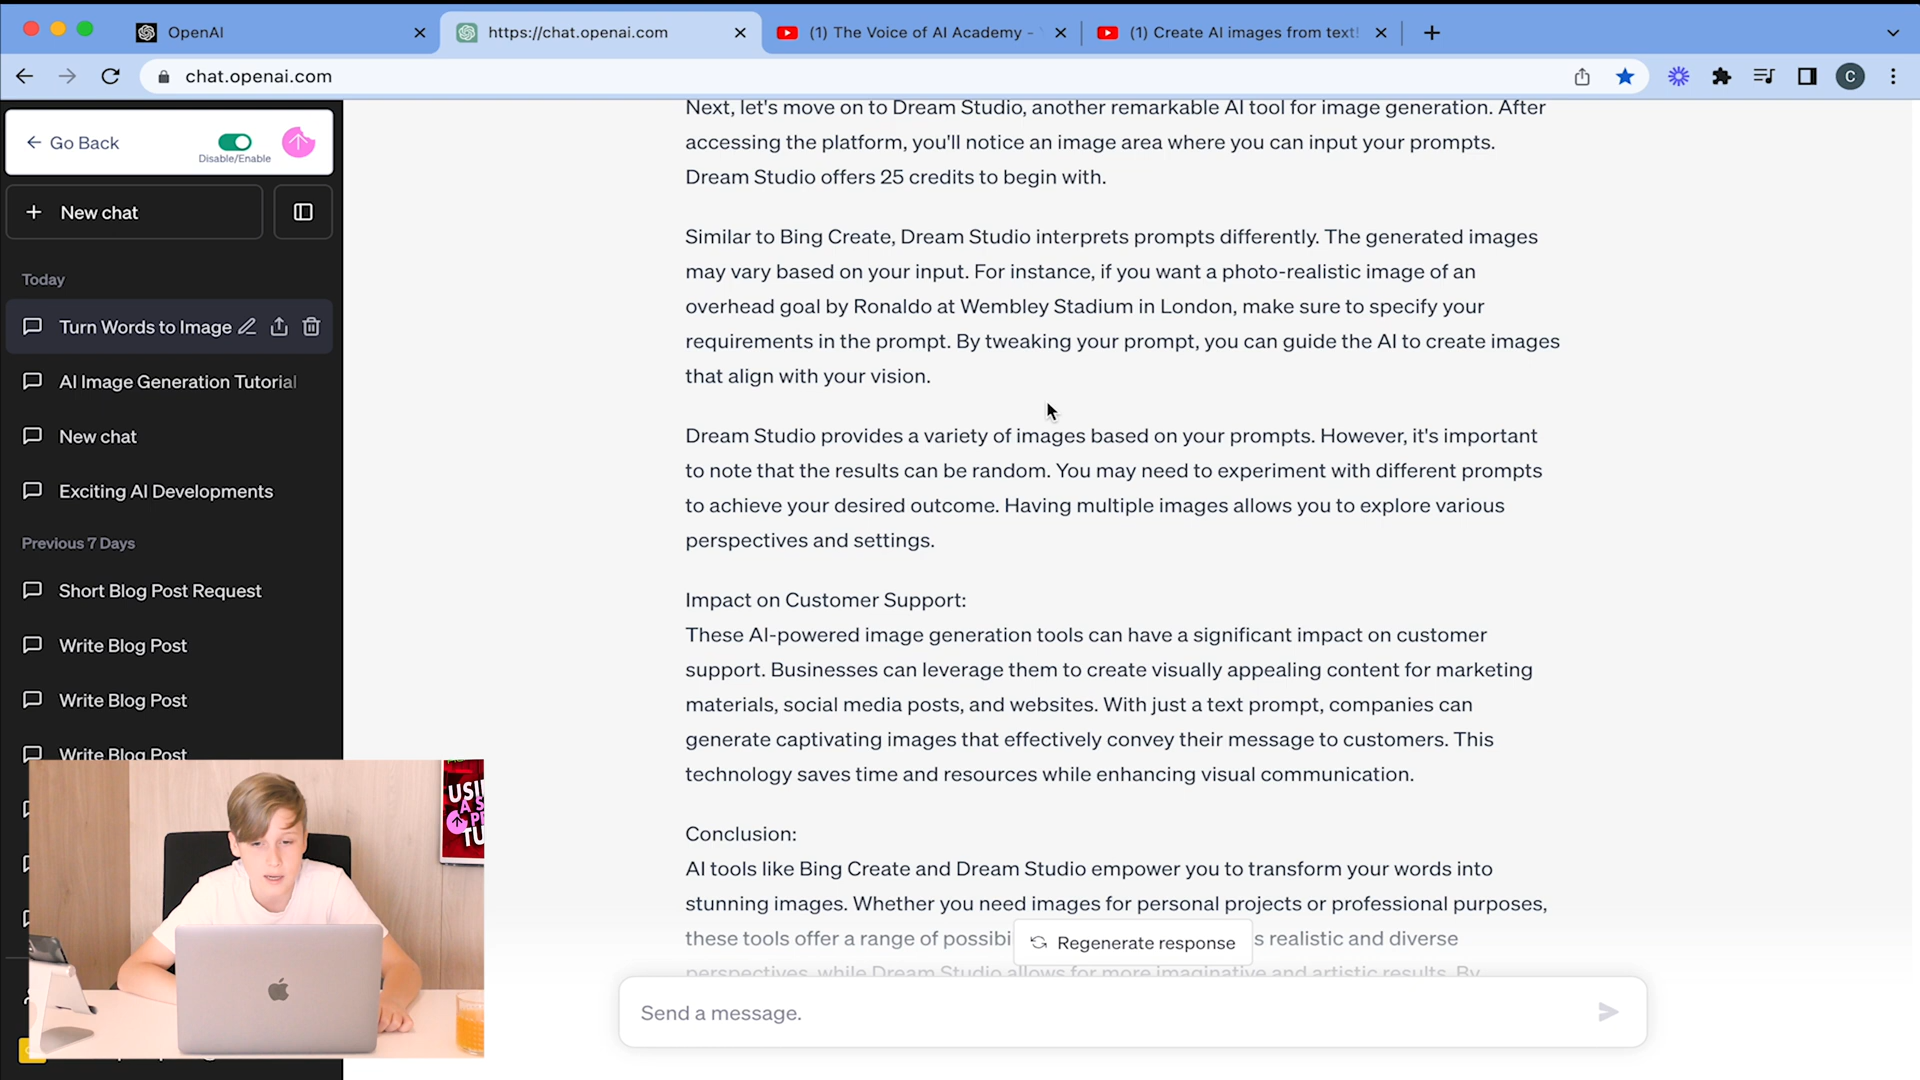 OpenAI
https://chat.openai.com
(1) The Voice of AI Academy -
(1) Create AI images from text!
chat.openai.com
C
Go Back
Disable/Enable
New chat
Today
Turn Words to Image
AI Image Generation Tutorial
New chat
Exciting AI Developments
Previous 7 Days
Short Blog Post Request
Write Blog Post
Write Blog Post
Write Blog Post
Next, let's move on to Dream Studio, another remarkable AI tool for image generation. After
accessing the platform, you'll notice an image area where you can input your prompts.
Dream Studio offers 25 credits to begin with.
Similar to Bing Create, Dream Studio interprets prompts differently. The generated images
may vary based on your input. For instance, if you want a photo-realistic image of an
overhead goal by Ronaldo at Wembley Stadium in London, make sure to specify your
requirements in the prompt. By tweaking your prompt, you can guide the AI to create images
that align with your vision.
Dream Studio provides a variety of images based on your prompts. However, it's important
to note that the results can be random. You may need to experiment with different prompts
to achieve your desired outcome. Having multiple images allows you to explore various
perspectives and settings.
Impact on Customer Support:
These AI-powered image generation tools can have a significant impact on customer
support. Businesses can leverage them to create visually appealing content for marketing
materials, social media posts, and websites. With just a text prompt, companies can
generate captivating images that effectively convey their message to customers. This
technology saves time and resources while enhancing visual communication.
Conclusion:
AI tools like Bing Create and Dream Studio empower you to transform your words into
stunning images. Whether you need images for personal projects or professional purposes,
these tools offer a range of possibi s realistic and diverse
perspectives, while Dream Studio allows for more imaginative and artistic results. By
Regenerate response
Send a message.
USI
A S
P
TU